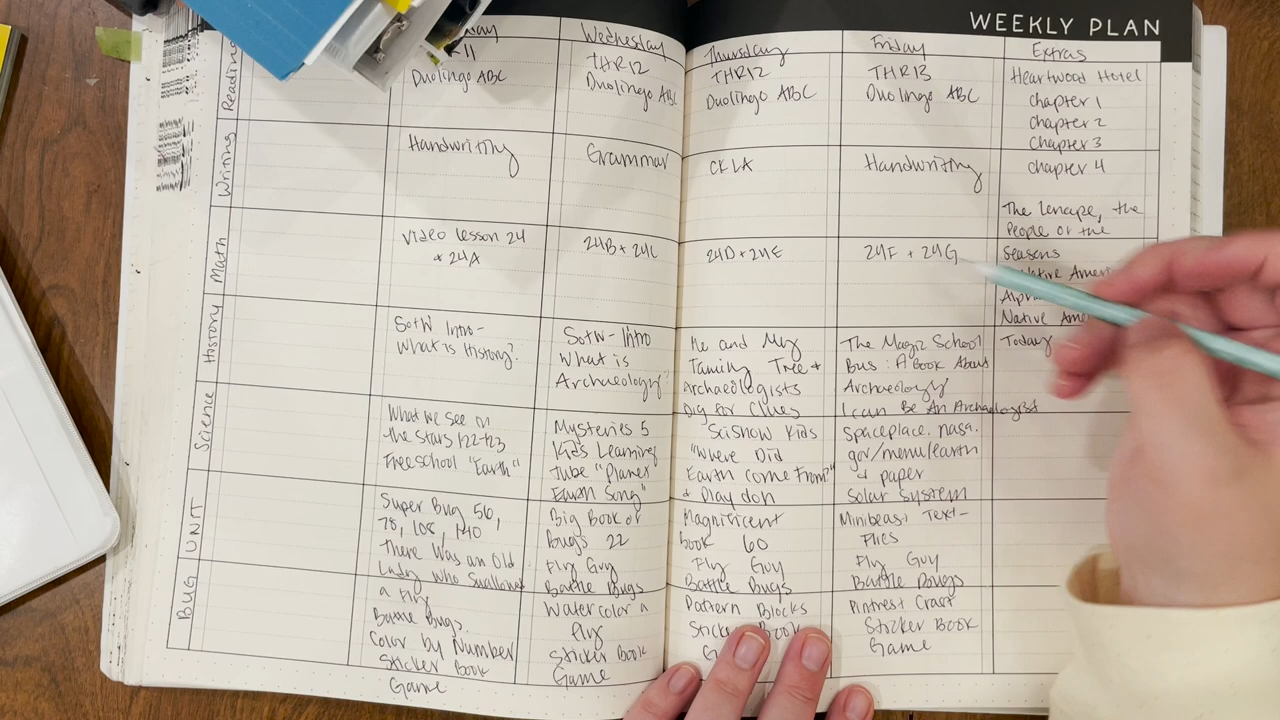 WEEKLY PLAN
Wednesday
Thursday
Friday
Extras
Reading
11
Duolingo ABC
THR12
Duolingo ABC
THR12
Duolingo ABC
THR13
Duolingo ABC
Heartwood Hotel
chapter 1
chapter 2
chapter 3
chapter 4
The Lenape, the
People of the
Seasons
Native Ameri
Native Ame
Today
Writing
Handwriting
Grammar
CKLA
Handwriting
Math
Video lesson 24
+ 24A
24B + 24C
24D + 24E
24F + 24G
History
SotW Intro-
What is History?
SotW - Intro
What is
Archaeology"
Me and My
Family Tree +
Archaeologists
Dig for Clues
The Magic School
Bus: A Book About
Archaeology
I can Be An Archaeologist
Science
What we see in
the Stars 122-123
Freeschool "Earth"
Mysteries 5
Kids Learning
Tube "Planet
Earth Song"
SciShow Kids
"Where Did
Earth come From?"
+ Playdoh
Spaceplace.nasa.
gov/menu/earth
+ paper
Solar System
BUG UNIT
Super Bug 56,
78, 108, 140
There Was an Old
Lady who Swallowed
a Fly
Battle Bugs
Color by Number
Sticker Book
Game
Big Book of
Bugs 22
Fly Guy
Battle Bugs
Watercolor a
fly
Sticker Book
Game
Magnificent
Book 60
Fly Guy
Battle Bugs
Pattern Blocks
Sticker Book
Minibeast Text-
Flies
Fly Guy
Battle Bugs
Pintrest Craft
Sticker Book
Game